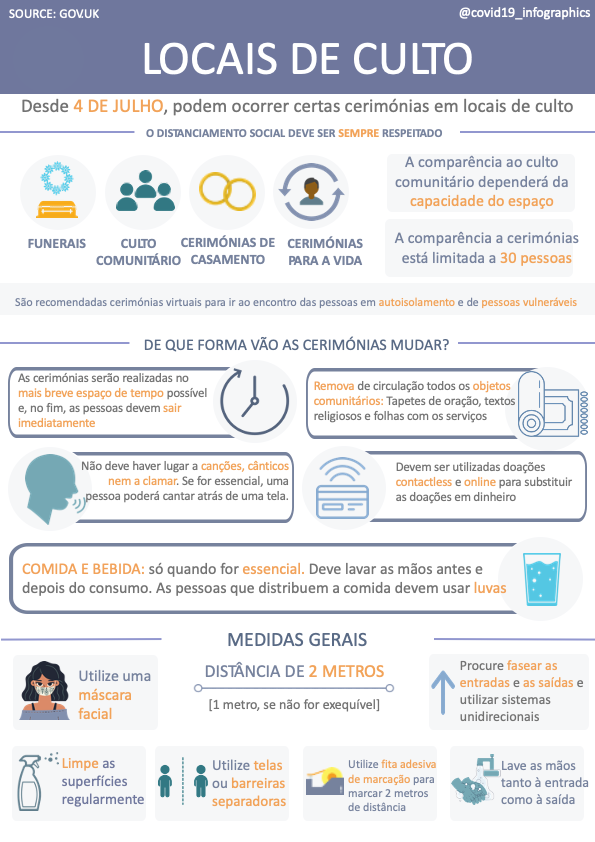 SOURCE: GOV.UK
@covid19_infographics
LOCAIS DE CULTO
Desde 4 DE JULHO, podem ocorrer certas cerimónias em locais de culto
O DISTANCIAMENTO SOCIAL DEVE SER SEMPRE RESPEITADO
FUNERAIS
CULTO
COMUNITÁRIO
CERIMÓNIAS DE
CASAMENTO
CERIMÓNIAS
PARA A VIDA
A comparência ao culto
comunitário dependerá da
capacidade do espaço
A comparência a cerimónias
está limitada a 30 pessoas
São recomendadas cerimónias virtuais para ir ao encontro das pessoas em autoisolamento e de pessoas vulneráveis
DE QUE FORMA VÃO AS CERIMÓNIAS MUDAR?
As cerimónias serão realizadas no
mais breve espaço de tempo possível
e, no fim, as pessoas devem sair
imediatamente
Remova de circulação todos os objetos
comunitários: Tapetes de oração, textos
religiosos e folhas com os serviços
Não deve haver lugar a canções, cânticos
nem a clamar. Se for essencial, uma
pessoa poderá cantar atrás de uma tela.
Devem ser utilizadas doações
contactless e online para substituir
as doações em dinheiro
COMIDA E BEBIDA: só quando for essencial. Deve lavar as mãos antes e
depois do consumo. As pessoas que distribuem a comida devem usar luvas
MEDIDAS GERAIS
Utilize uma
máscara
facial
DISTÂNCIA DE 2 METROS
[1 metro, se não for exequível]
Procure fasear as
entradas e as saídas e
utilizar sistemas
unidirecionais
Limpe as
superfícies
regularmente
Utilize telas
ou barreiras
separadoras
Utilize fita adesiva
de marcação para
marcar 2 metros
de distância
Lave as mãos
tanto à entrada
como à saída